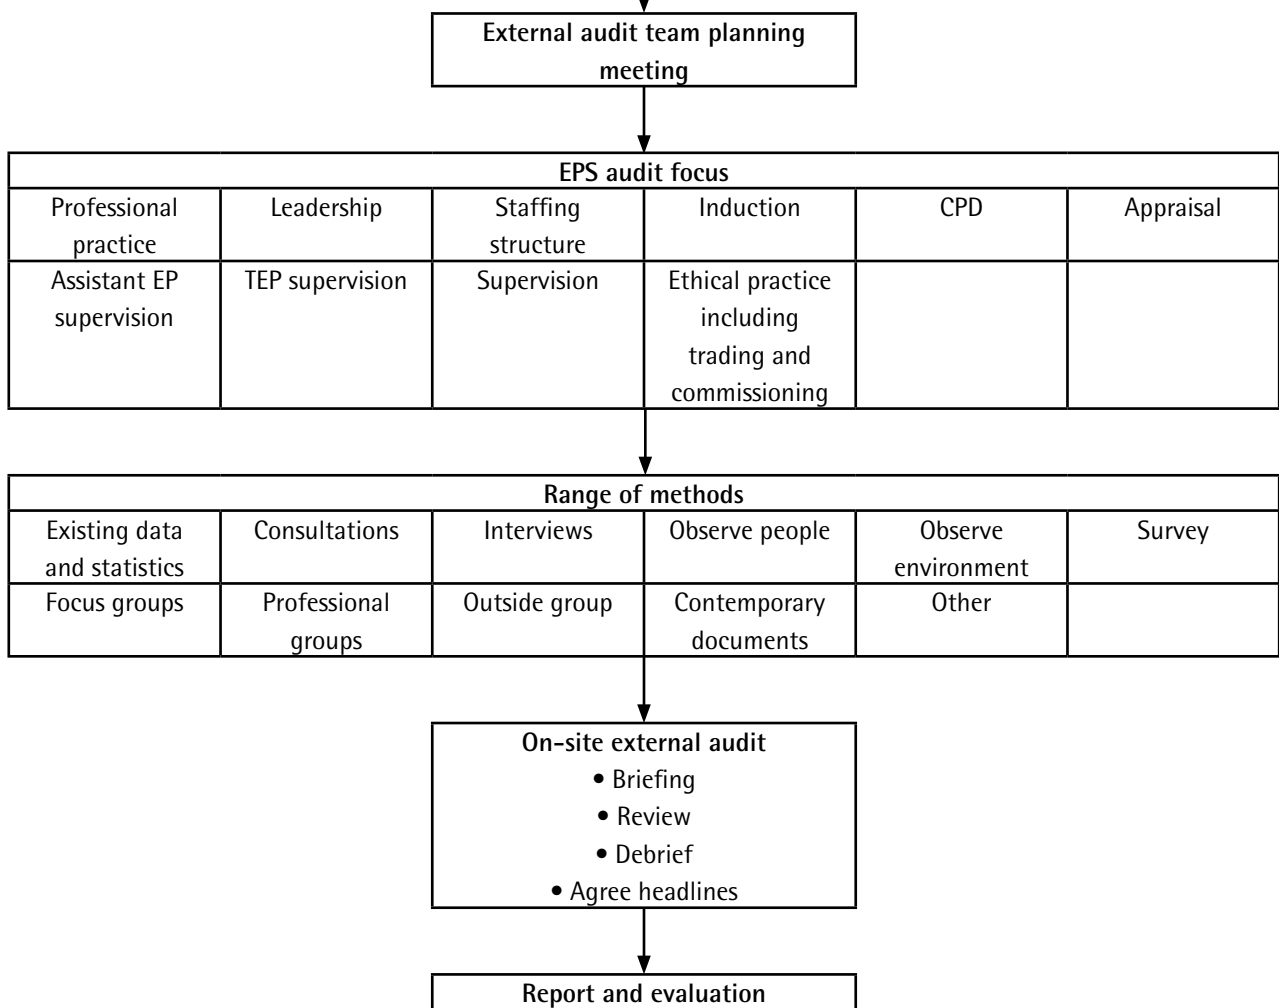 External audit team planning
meeting
EPS audit focus
Professional
practice
Leadership
Staffing
structure
Induction
CPD
Appraisal
Assistant EP
supervision
TEP supervision
Supervision
Ethical practice
including
trading and
commissioning
Range of methods
Existing data
and statistics
Consultations
Interviews
Observe people
Observe
environment
Survey
Focus groups
Professional
groups
Outside group
Contemporary
documents
Other
On-site external audit
• Briefing
• Review
• Debrief
• Agree headlines
Report and evaluation